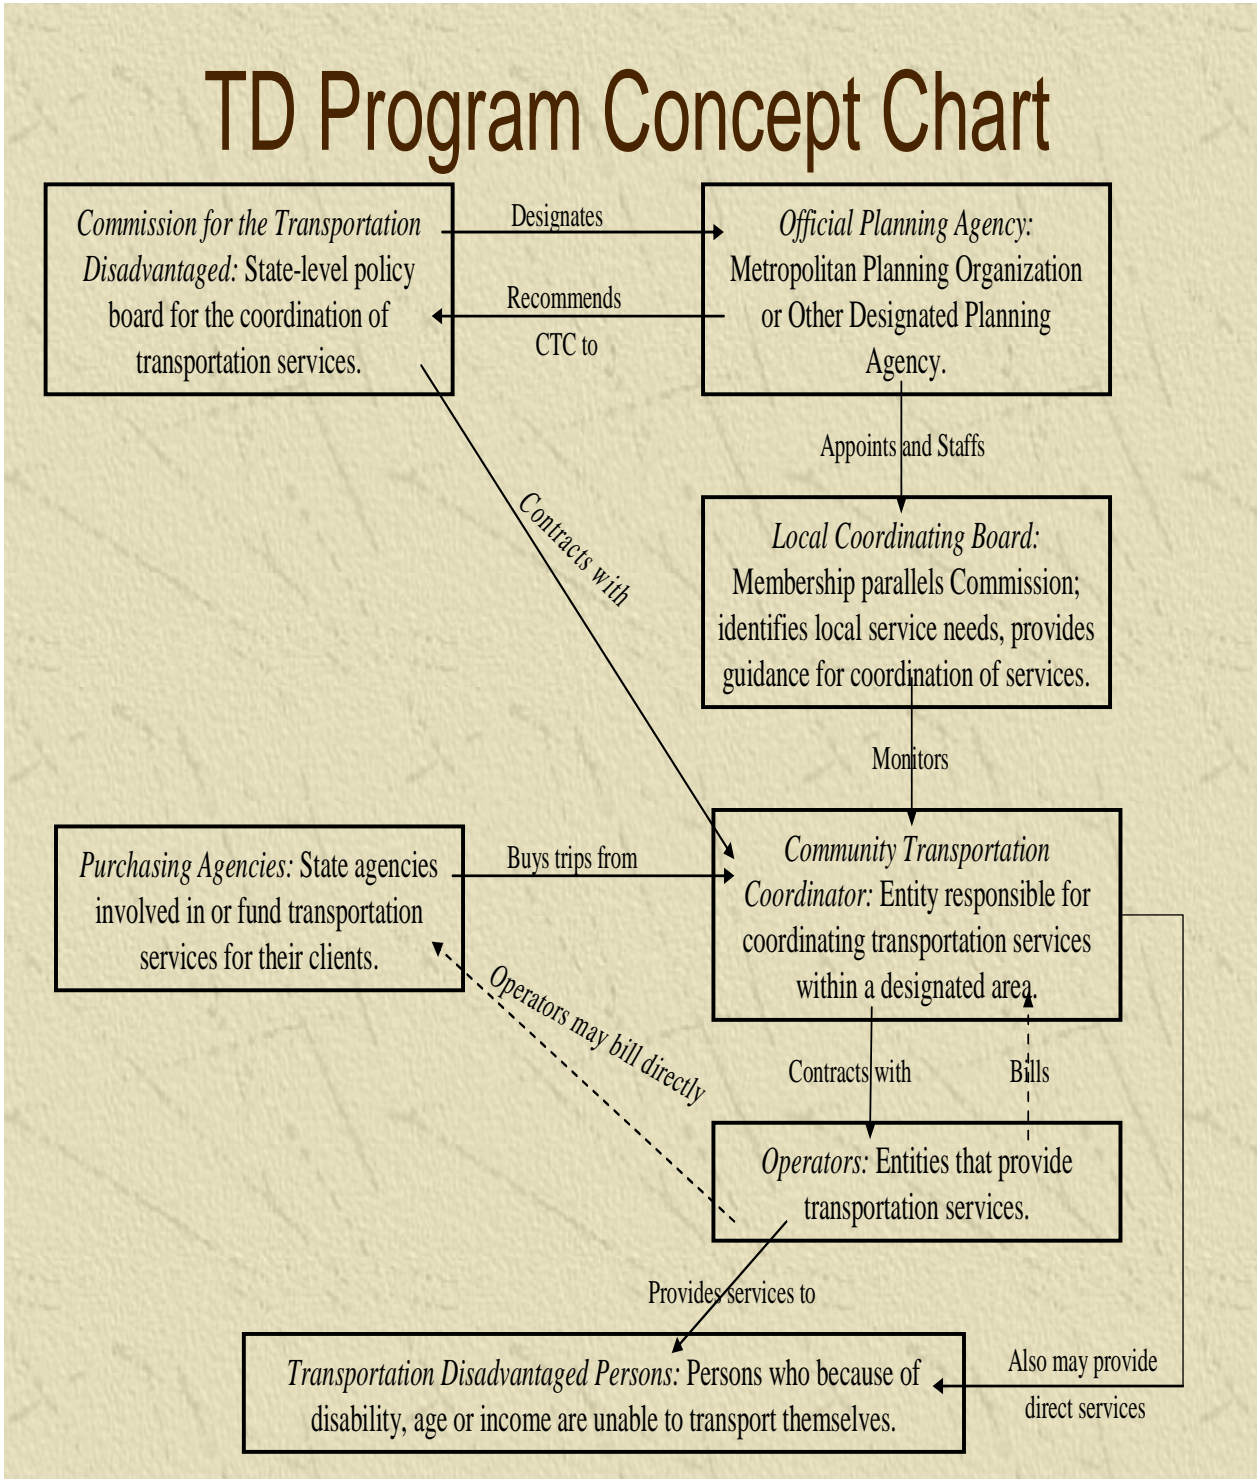 TD Program Concept Chart
Commission for the Transportation
Disadvantaged: State-level policy
board for the coordination of
transportation services.
Designates
Recommends
CTC to
Official Planning Agency:
Metropolitan Planning Organization
or Other Designated Planning
Agency.
Appoints and Staffs
Contracts with
Local Coordinating Board:
Membership parallels Commission;
identifies local service needs, provides
guidance for coordination of services.
Monitors
Purchasing Agencies: State agencies
involved in or fund transportation
services for their clients.
Buys trips from
Community Transportation
Coordinator: Entity responsible for
coordinating transportation services
within a designated area.
Operators may bill directly
Contracts with
Bills
Operators: Entities that provide
transportation services.
Provides services to
Transportation Disadvantaged Persons: Persons who because of
disability, age or income are unable to transport themselves.
Also may provide
direct services